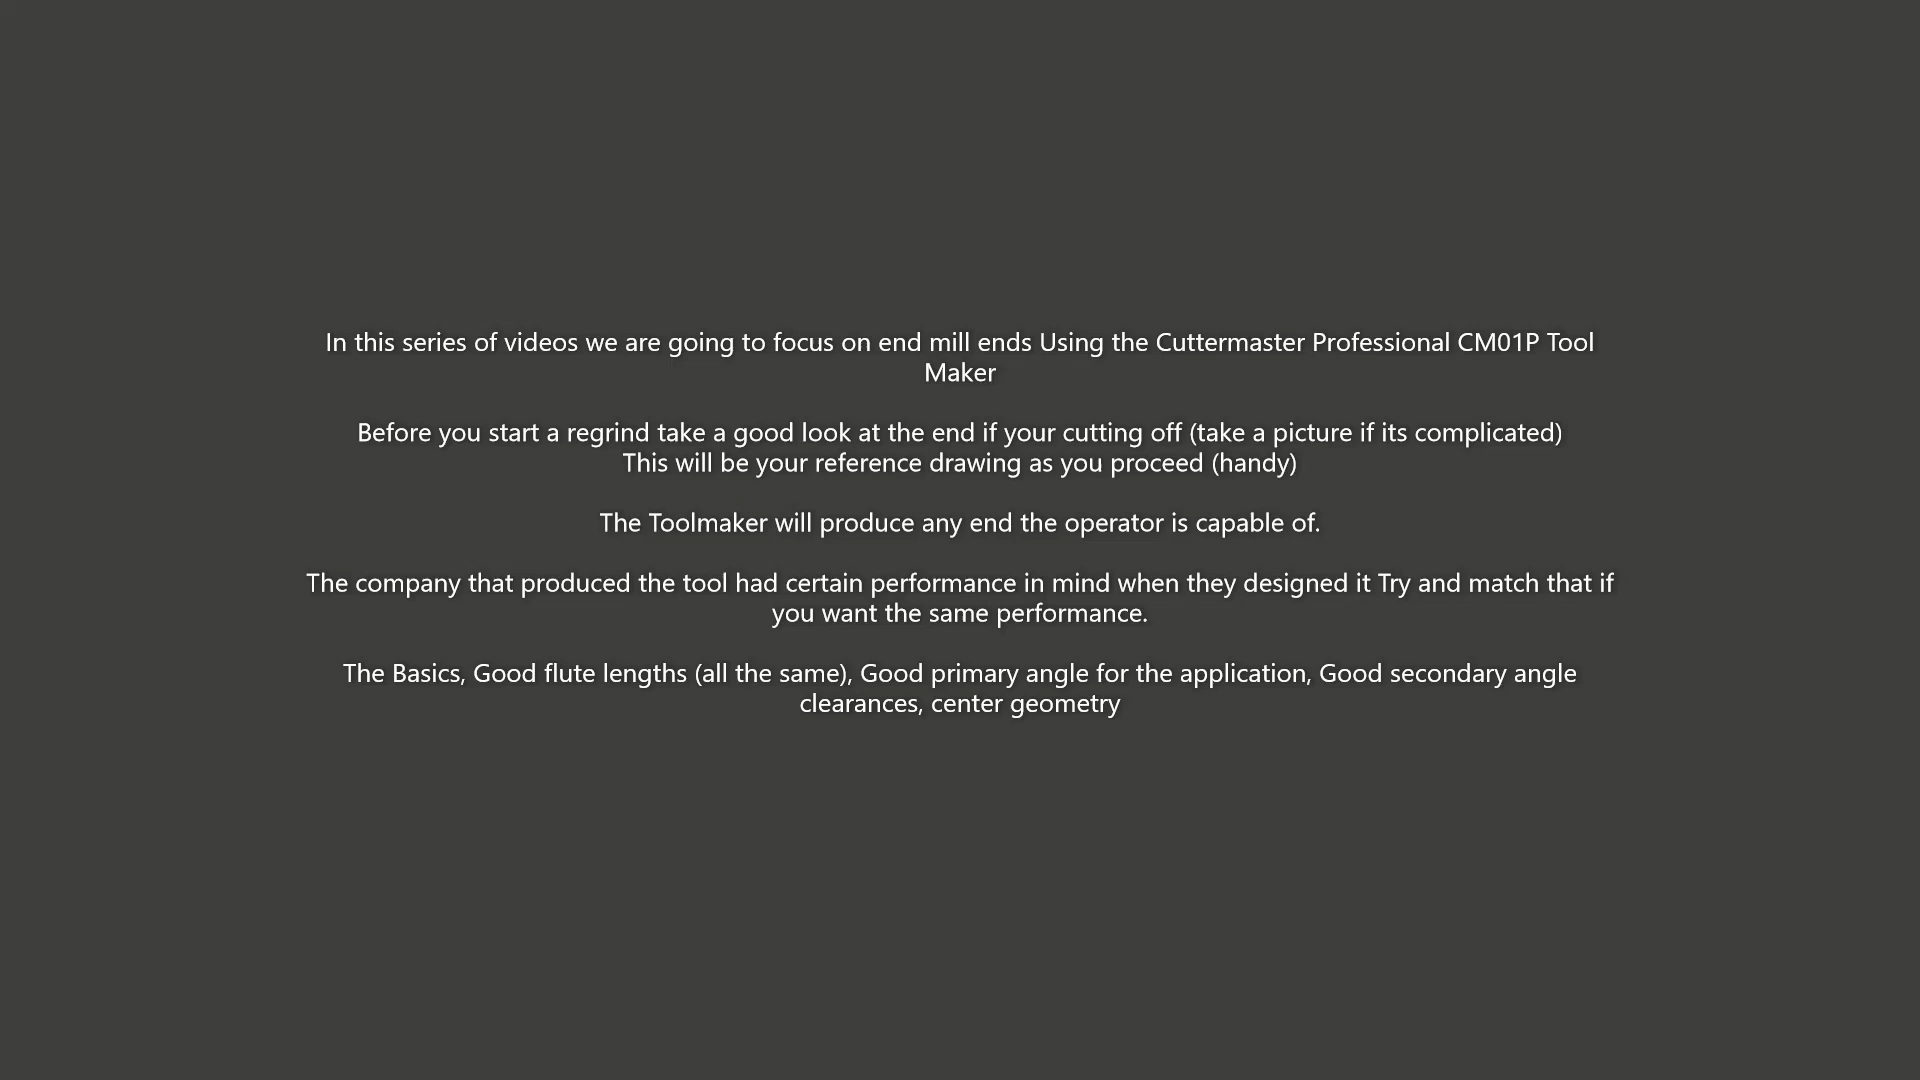 In this series of videos we are going to focus on end mill ends Using the Cuttermaster Professional CM01P Tool
Maker
Before you start a regrind take a good look at the end if your cutting off (take a picture if its complicated)
This will be your reference drawing as you proceed (handy)
The Toolmaker will produce any end the operator is capable of.
The company that produced the tool had certain performance in mind when they designed it Try and match that if
you want the same performance.
The Basics, Good flute lengths (all the same), Good primary angle for the application, Good secondary angle
clearances, center geometry